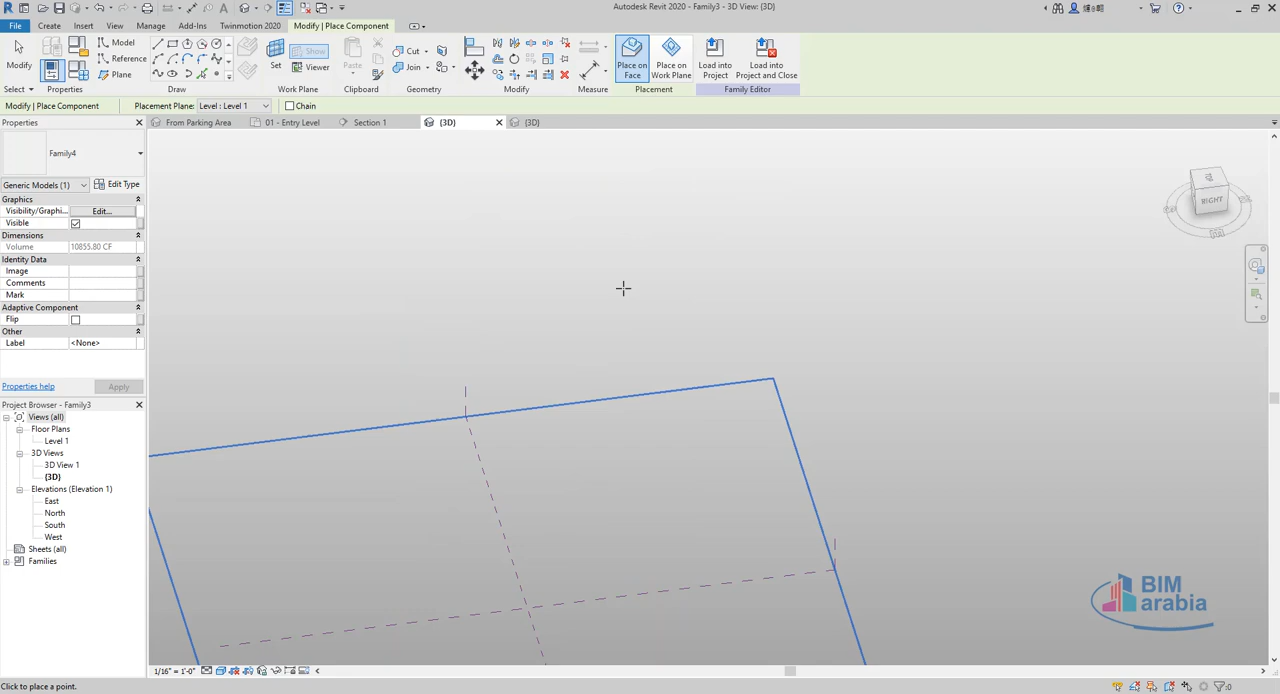 Autodesk Revit 2020 - Family3 - 3D View: {3D}
File Create Insert View Manage Add-Ins Twinmotion 2020 Modify | Place Component
Modify
Select
Properties
Model
Reference
Plane
Draw
Set
Show
Viewer
Work Plane
Paste
Clipboard
Cut
Join
Geometry
Modify
Measure
Place on Face
Place on Work Plane
Placement
Load into Project
Load into Project and Close
Family Editor
Modify | Place Component Placement Plane: Level : Level 1 Chain
Properties
From Parking Area 01 - Entry Level Section 1 {3D} {3D}
Family4
Generic Models (1) Edit Type
Graphics
Visibility/Graphi... Edit...
Visible
Dimensions
Volume 10855.80 CF
Identity Data
Image
Comments
Mark
Adaptive Component
Flip
Other
Label <None>
Properties help Apply
Project Browser - Family3
Views (all)
Floor Plans
Level 1
3D Views
3D View 1
{3D}
Elevations (Elevation 1)
East
North
South
West
Sheets (all)
Families
RIGHT
BIM
arabia
1/16" = 1'-0"
Click to place a point.
:0